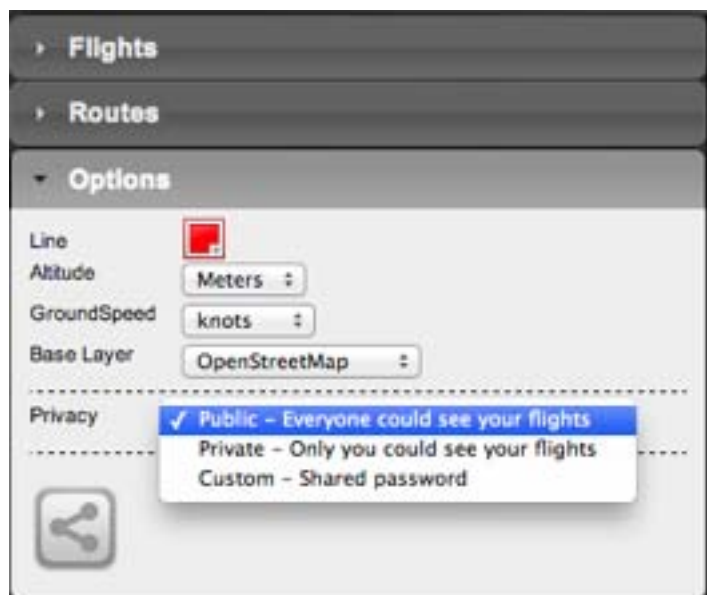 Flights
Routes
Options
Line
Altitude
Meters
GroundSpeed
knots
Base Layer
OpenStreetMap
Privacy
✓ Public – Everyone could see your flights
Private – Only you could see your flights
Custom – Shared password